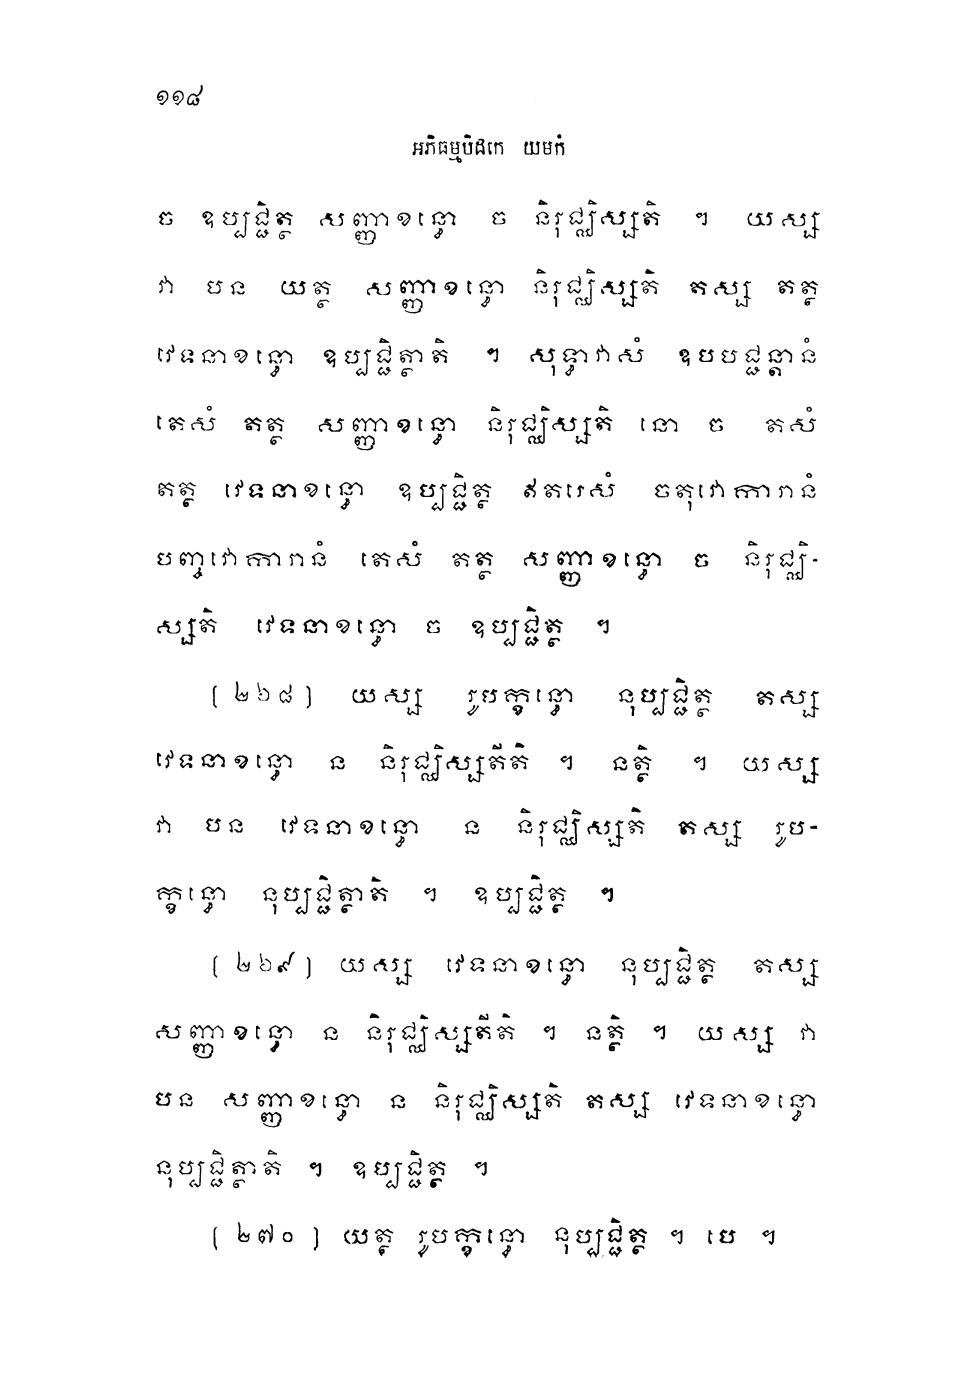 ១១៨
អភិធម្មបិដកេ យមកំ
ច ឧប្បជ្ជិត្ថ សញ្ញាខន្ធោ ច និរុជ្ឈិស្សតិ ។ យស្ស
វា បន យត្ថ សញ្ញាខន្ធោ និរុជ្ឈិស្សតិ តស្ស តត្ថ
វេទនាខន្ធោ ឧប្បជ្ជិត្ថាតិ ។ សុទ្ធាវាសំ ឧបបជ្ជន្តានំ
តេសំ តត្ថ សញ្ញាខន្ធោ និរុជ្ឈិស្សតិ នោ ច តសំ
តត្ថ វេទនាខន្ធោ ឧប្បជ្ជិត្ថ ឥតរេសំ ចតុវោការានំ
បញ្ចវោការានំ តេសំ តត្ថ សញ្ញាខន្ធោ ច និរុជ្ឈិ-
ស្សតិ វេទនាខន្ធោ ច ឧប្បជ្ជិត្ថ ។
(២៦៨) យស្ស រូបក្ខន្ធោ នុប្បជ្ជិត្ថ តស្ស
វេទនាខន្ធោ ន និរុជ្ឈិស្សតីតិ ។ នត្ថិ ។ យស្ស
វា បន វេទនាខន្ធោ ន និរុជ្ឈិស្សតិ តស្ស រូប-
ក្ខន្ធោ នុប្បជ្ជិត្ថាតិ ។ ឧប្បជ្ជិត្ថ ។
(២៦៩) យស្ស វេទនាខន្ធោ នុប្បជ្ជិត្ថ តស្ស
សញ្ញាខន្ធោ ន និរុជ្ឈិស្សតីតិ ។ នត្ថិ ។ យស្ស វា
បន សញ្ញាខន្ធោ ន និរុជ្ឈិស្សតិ តស្ស វេទនាខន្ធោ
នុប្បជ្ជិត្ថាតិ ។ ឧប្បជ្ជិត្ថ ។
(២៧០) យត្ថ រូបក្ខន្ធោ នុប្បជ្ជិត្ថ ។ បេ ។